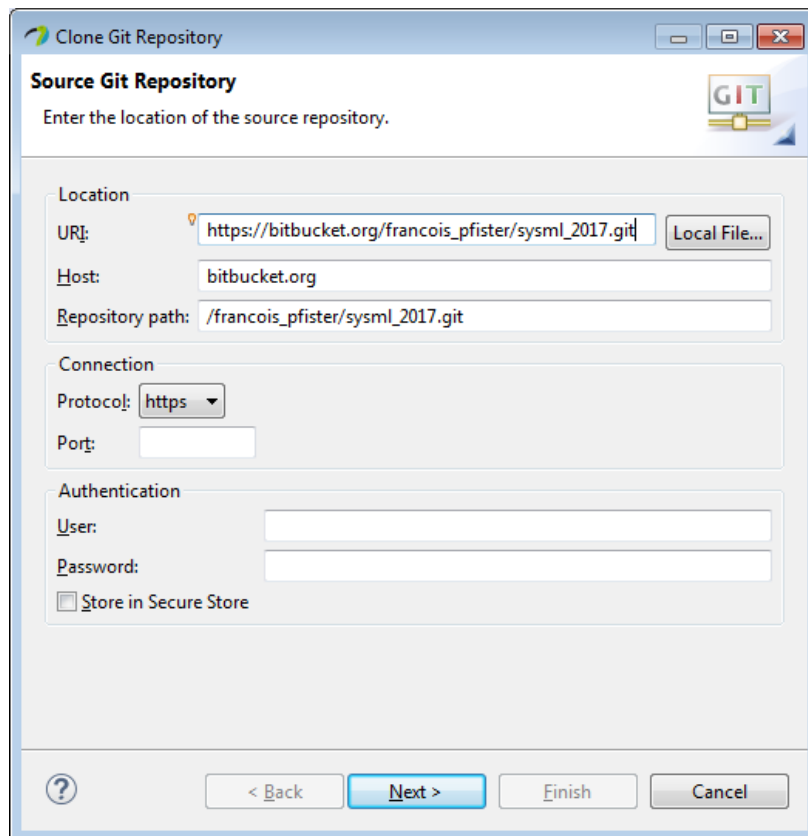 Clone Git Repository
Source Git Repository
Enter the location of the source repository.
GIT
Location
URI: https://bitbucket.org/francois_pfister/sysml_2017.git Local File...
Host: bitbucket.org
Repository path: /francois_pfister/sysml_2017.git
Connection
Protocol: https
Port:
Authentication
User:
Password:
Store in Secure Store
? < Back Next > Finish Cancel